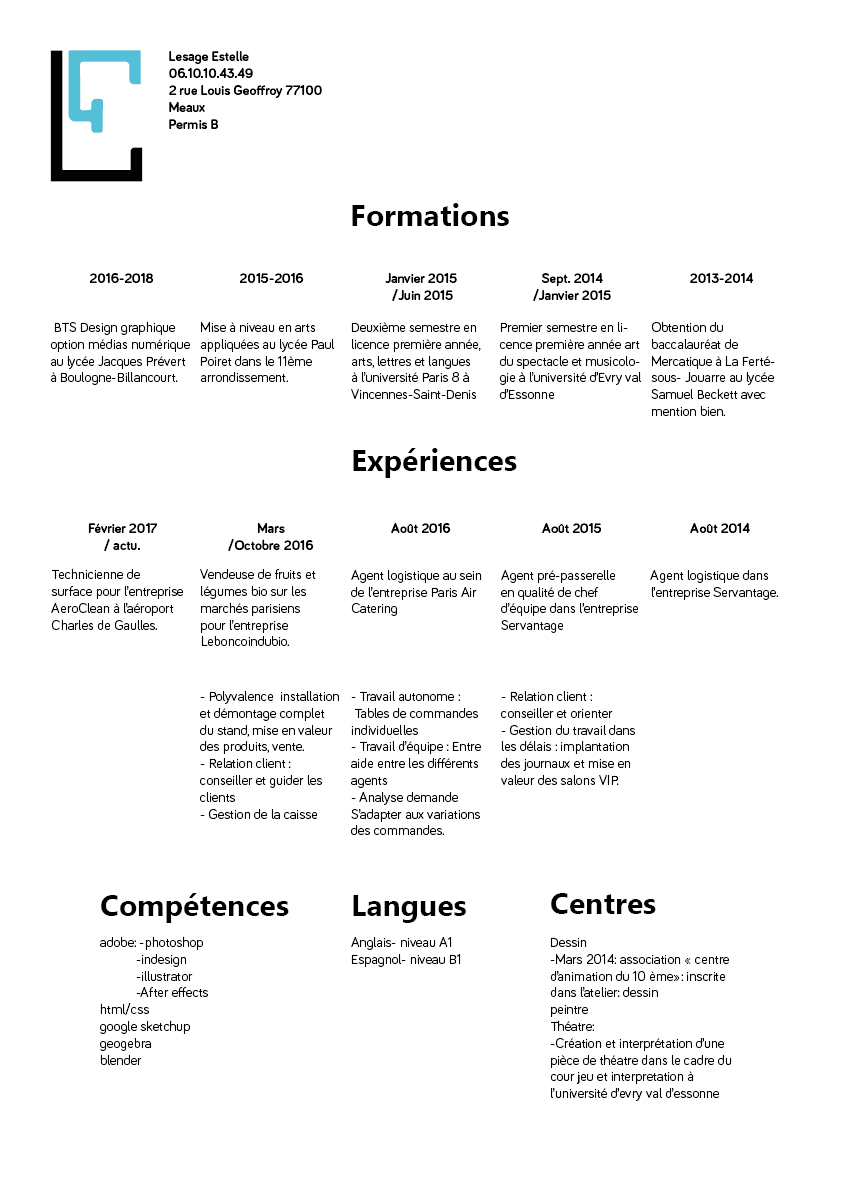 Lesage Estelle
06.10.10.43.49
2 rue Louis Geoffroy 77100
Meaux
Permis B
Formations
2016-2018
BTS Design graphique
option médias numérique
au lycée Jacques Prévert
à Boulogne-Billancourt.
2015-2016
Mise à niveau en arts
appliquées au lycée Paul
Poiret dans le 11ème
arrondissement.
Janvier 2015
/Juin 2015
Deuxième semestre en
licence première année,
arts, lettres et langues
à l'université Paris 8 à
Vincennes-Saint-Denis
Sept. 2014
/Janvier 2015
Premier semestre en li-
cence première année art
du spectacle et musicolo-
gie à l'université d'Evry val
d'Essonne
2013-2014
Obtention du
baccalauréat de
Mercatique à La Ferté-
sous- Jouarre au lycée
Samuel Beckett avec
mention bien.
Expériences
Février 2017
/ actu.
Technicienne de
surface pour l'entreprise
AeroClean à l'aéroport
Charles de Gaulles.
Mars
/Octobre 2016
Vendeuse de fruits et
légumes bio sur les
marchés parisiens
pour l'entreprise
Leboncoindubio.
- Polyvalence  installation
et démontage complet
du stand, mise en valeur
des produits, vente.
- Relation client :
conseiller et guider les
clients
- Gestion de la caisse
Août 2016
Agent logistique au sein
de l'entreprise Paris Air
Catering
- Travail autonome :
Tables de commandes
individuelles
- Travail d'équipe : Entre
aide entre les différents
agents
- Analyse demande
S'adapter aux variations
des commandes.
Août 2015
Agent pré-passerelle
en qualité de chef
d'équipe dans l'entreprise
Servantage
- Relation client :
conseiller et orienter
- Gestion du travail dans
les délais : implantation
des journaux et mise en
valeur des salons VIP.
Août 2014
Agent logistique dans
l'entreprise Servantage.
Compétences
adobe: -photoshop
-indesign
-illustrator
-After effects
html/css
google sketchup
geogebra
blender
Langues
Anglais- niveau A1
Espagnol- niveau B1
Centres
Dessin
-Mars 2014: association « centre
d'animation du 10 ème»: inscrite
dans l'atelier: dessin
peintre
Théatre:
-Création et interprétation d'une
pièce de théatre dans le cadre du
cour jeu et interpretation à
l'université d'evry val d'essonne